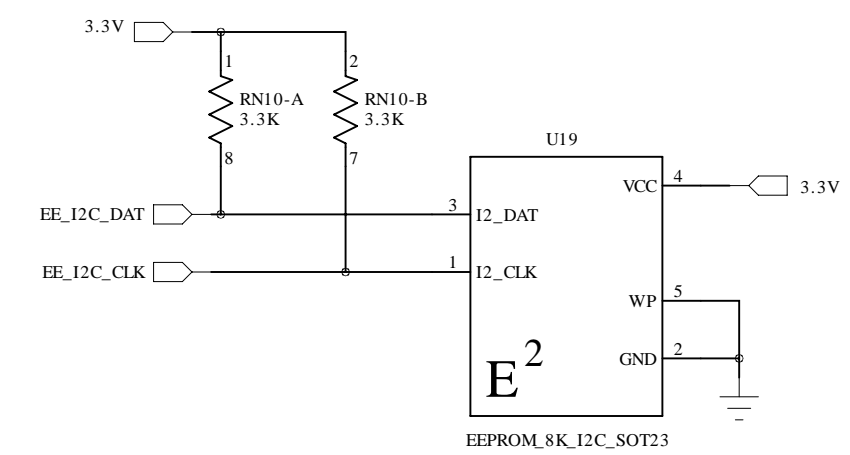 3.3V
1
2
RN10-A
3.3K
RN10-B
3.3K
8
7
U19
EE_I2C_DAT
3
I2_DAT
VCC
4
3.3V
EE_I2C_CLK
1
I2_CLK
WP
5
GND
2
E²
EEPROM_8K_I2C_SOT23